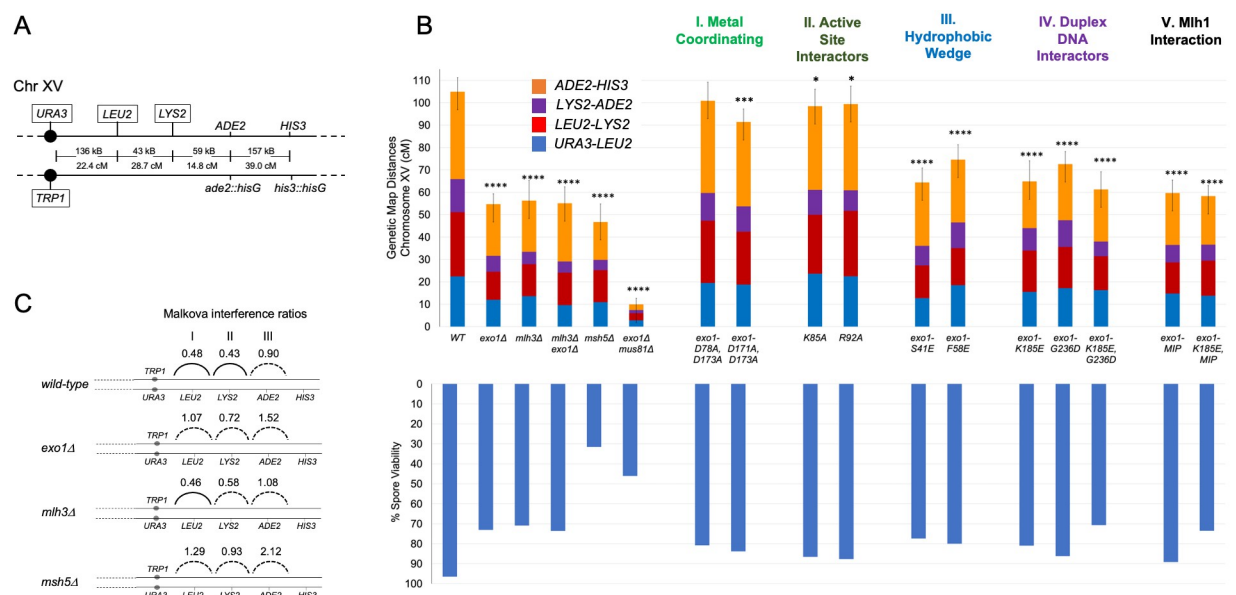 A
Chr XV
URA3
LEU2
LYS2
ADE2
HIS3
136 kB
43 kB
59 kB
157 kB
22.4 cM
28.7 cM
14.8 cM
39.0 cM
TRP1
ade2::hisG
his3::hisG
B
I. Metal
Coordinating
II. Active
Site
Interactors
III.
Hydrophobic
Wedge
IV. Duplex
DNA
Interactors
V. Mlh1
Interaction
ADE2-HIS3
LYS2-ADE2
LEU2-LYS2
URA3-LEU2
Genetic Map Distances
Chromosome XV (cM)
110
100
90
80
70
60
50
40
30
20
10
0
****
****
****
****
****
***
*
*
****
****
****
****
****
****
****
WT
exo1Δ
mlh3Δ
mlh3Δ
exo1Δ
msh5Δ
exo1Δ
mus81Δ
exo1-
D78A,
D173A
exo1-
D171A,
D173A
K85A
R92A
exo1-
S41E
exo1-
F58E
exo1-
K185E
exo1-
G236D
exo1-
K185E,
G236D
exo1-
MIP
exo1-
K185E,
MIP
% Spore Viability
0
10
20
30
40
50
60
70
80
90
100
C
Malkova interference ratios
I II III
0.48 0.43 0.90
wild-type
TRP1
URA3 LEU2 LYS2 ADE2 HIS3
1.07 0.72 1.52
exo1Δ
TRP1
URA3 LEU2 LYS2 ADE2 HIS3
0.46 0.58 1.08
mlh3Δ
TRP1
URA3 LEU2 LYS2 ADE2 HIS3
1.29 0.93 2.12
msh5Δ
TRP1
URA3 LEU2 LYS2 ADE2 HIS3